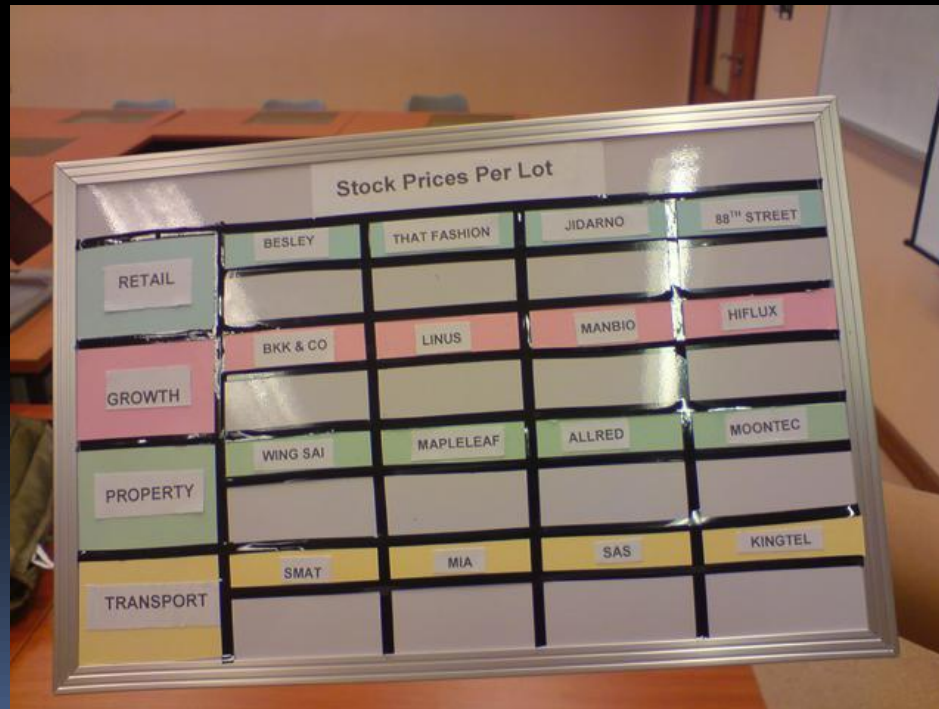 Stock Prices Per Lot
RETAIL
BESLEY
THAT FASHION
JIDARNO
88TH STREET
GROWTH
BKK & CO
LINUS
MANBIO
HIFLUX
PROPERTY
WING SAI
MAPLELEAF
ALLRED
MOONTEC
TRANSPORT
SMAT
MIA
SAS
KINGTEL